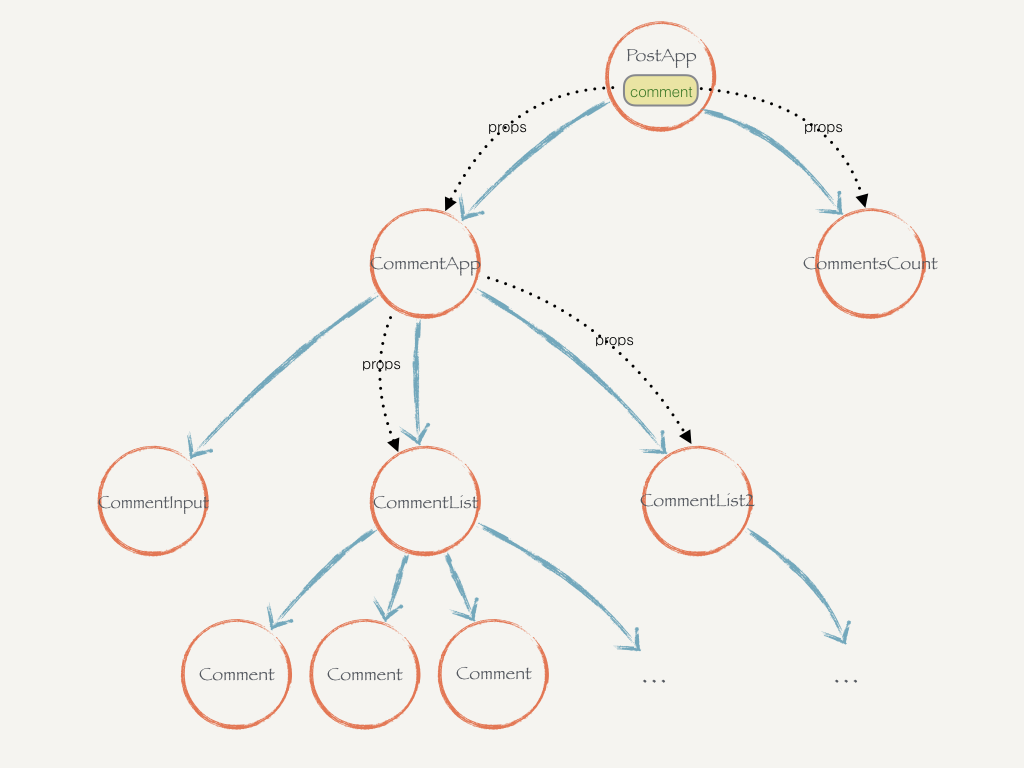 PostApp
comment
props
props
CommentApp
CommentsCount
props
props
CommentInput
CommentList
CommentList2
Comment
Comment
Comment
...
...